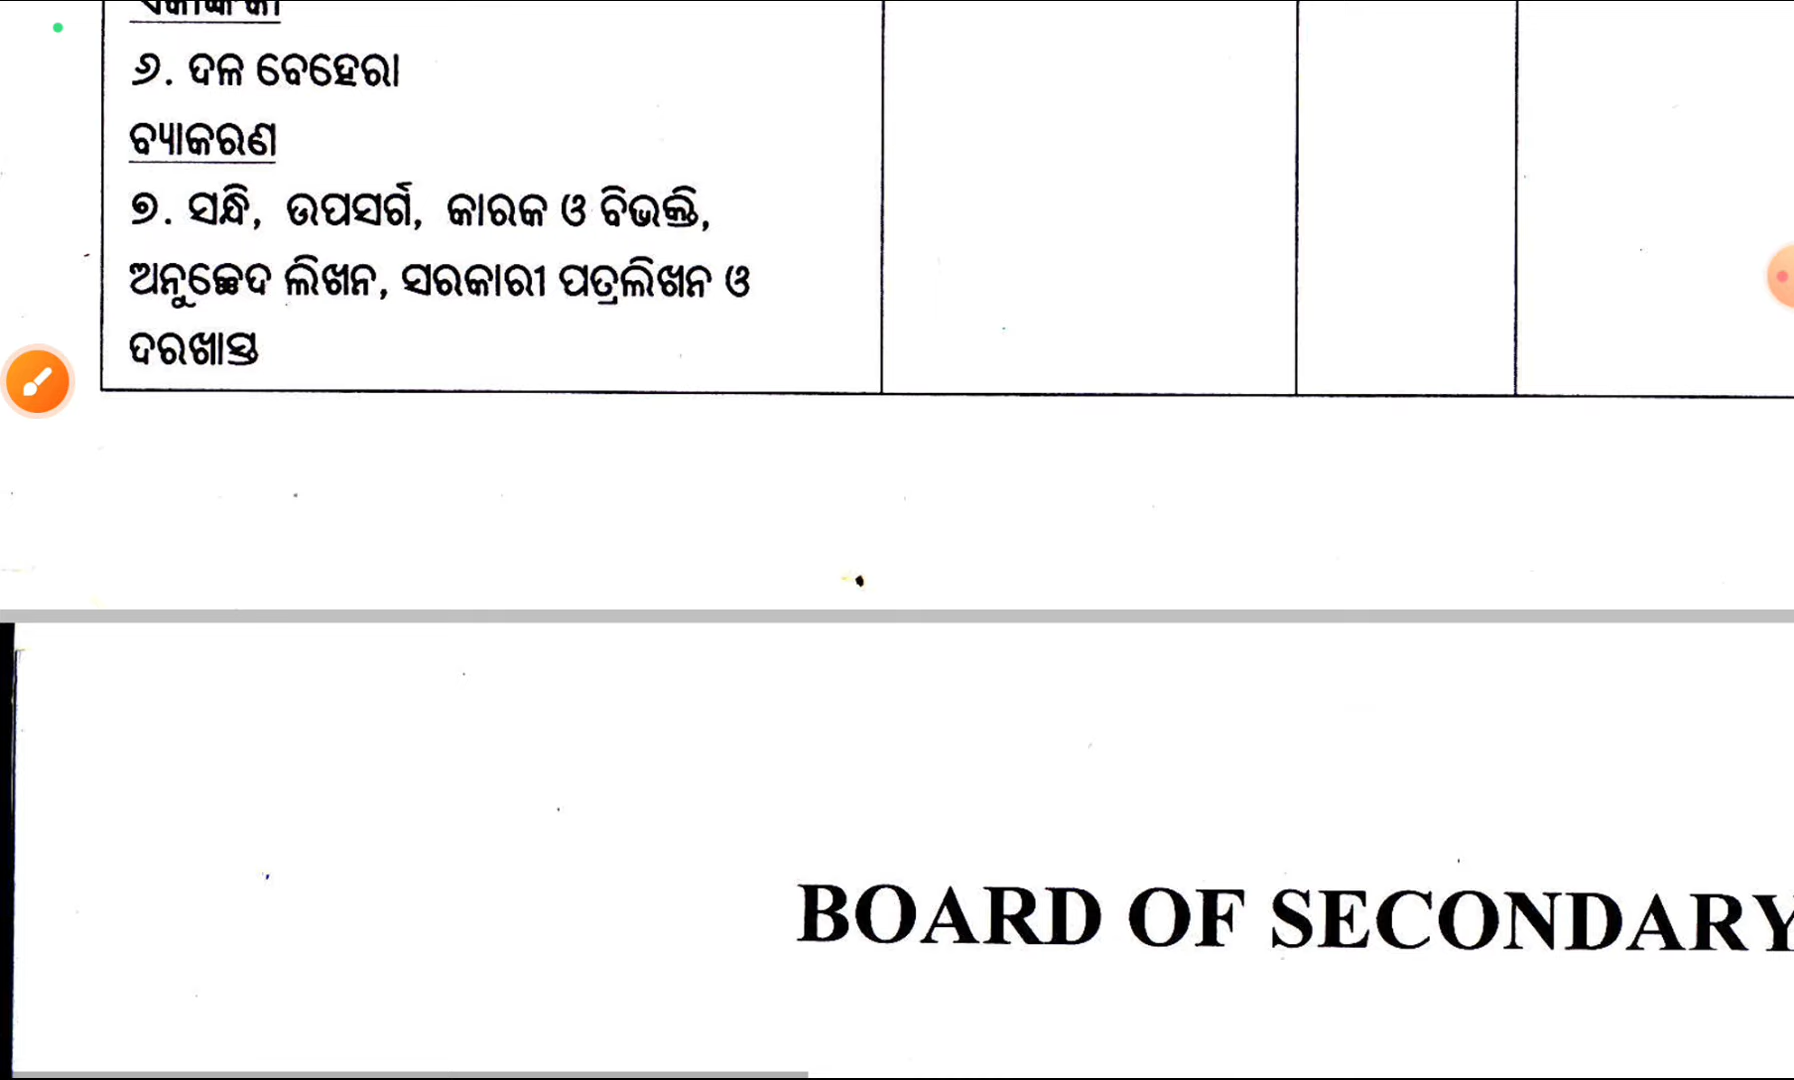 ୬. ଦଳ ବେହେରା
ବ୍ୟାକରଣ
୭. ସନ୍ଧି, ଉପସର୍ଗ, କାରକ ଓ ବିଭକ୍ତି,
ଅନୁଚ୍ଛେଦ ଲିଖନ, ସରକାରୀ ପତ୍ରଲିଖନ ଓ
ଦରଖାସ୍ତ
BOARD OF SECONDARY